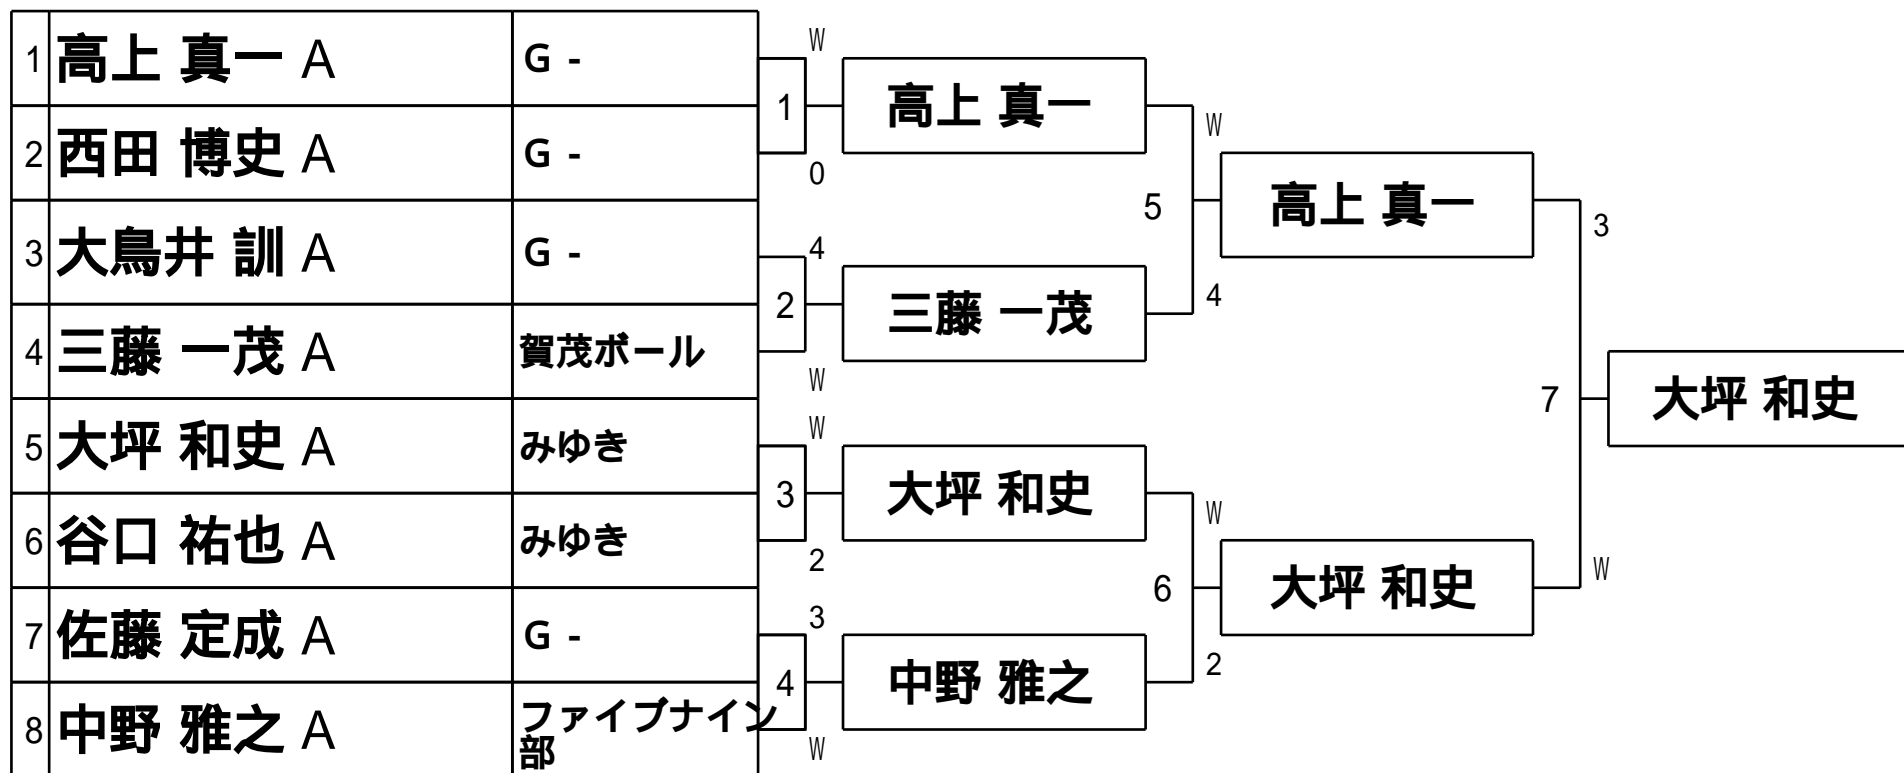 1 高上 真一 A G -
2 西田 博史 A G -
3 大鳥井 訓 A G -
4 三藤 一茂 A 賀茂ボール
5 大坪 和史 A みゆき
6 谷口 祐也 A みゆき
7 佐藤 定成 A G -
8 中野 雅之 A ファイブナイン
部
W
1
0
4
2
W
W
3
2
3
4
W
高上 真一
三藤 一茂
大坪 和史
中野 雅之
W
5
4
W
6
2
高上 真一
大坪 和史
3
7
W
大坪 和史